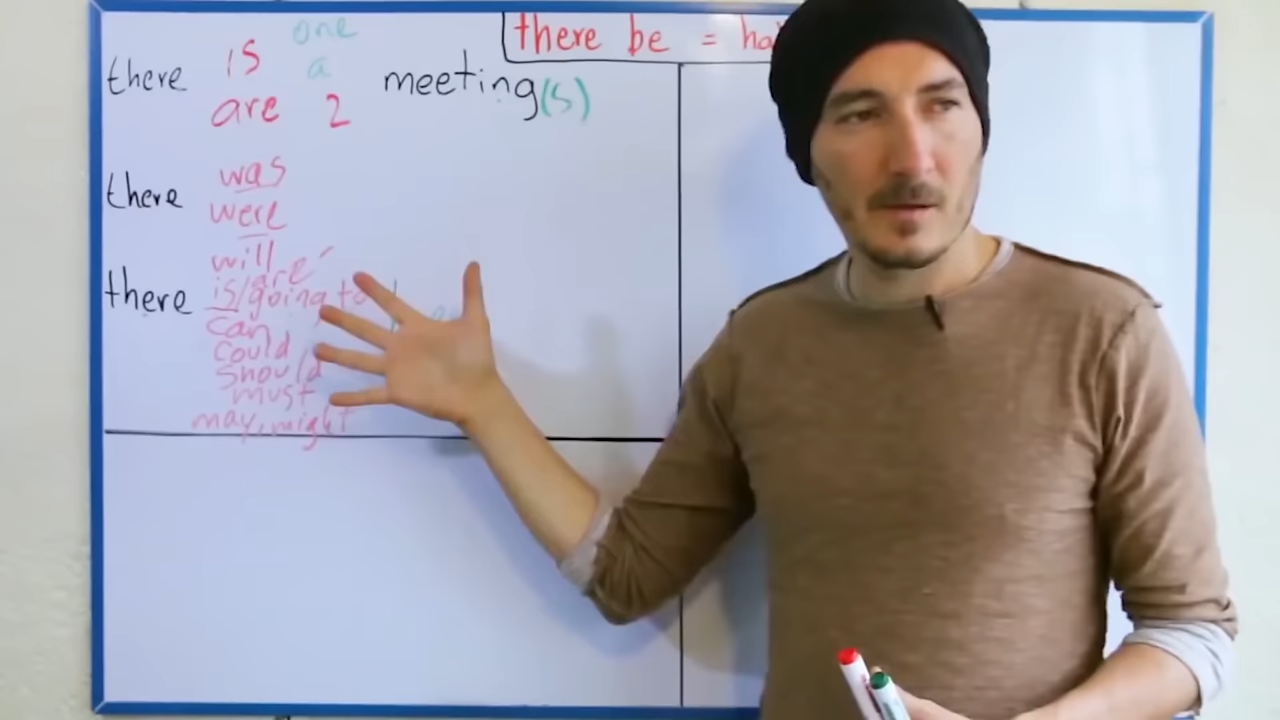 one
there is a meeting(s)
are 2
there be = ha
there was
were
will
are
there is/going to
can
could
should
must
may, might